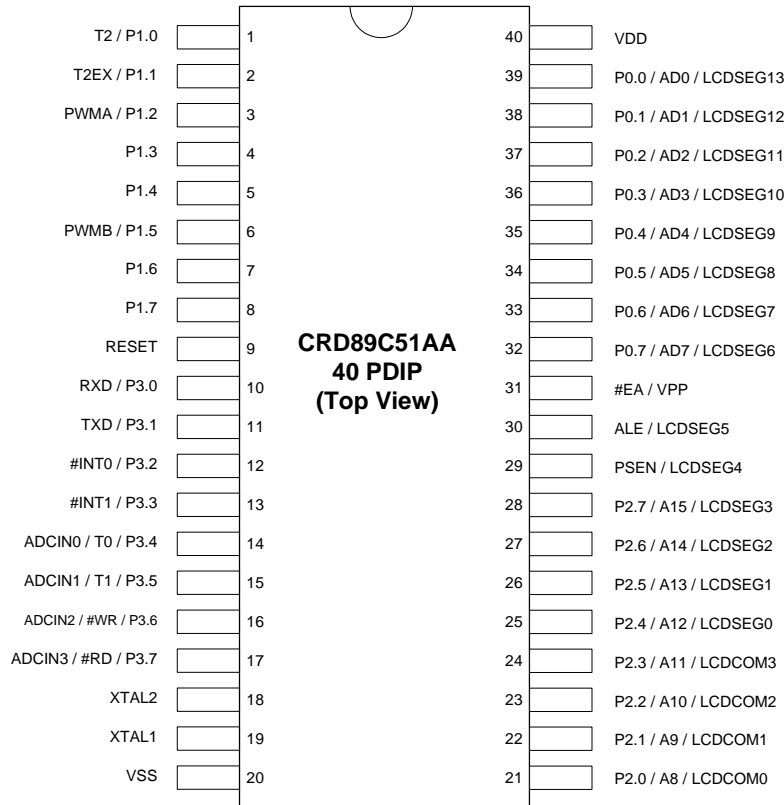 T2 / P1.0 1 40 VDD
T2EX / P1.1 2 39 P0.0 / AD0 / LCDSEG13
PWMA / P1.2 3 38 P0.1 / AD1 / LCDSEG12
P1.3 4 37 P0.2 / AD2 / LCDSEG11
P1.4 5 36 P0.3 / AD3 / LCDSEG10
PWMB / P1.5 6 35 P0.4 / AD4 / LCDSEG9
P1.6 7 34 P0.5 / AD5 / LCDSEG8
P1.7 8 33 P0.6 / AD6 / LCDSEG7
CRD89C51AA
RESET 9 32 P0.7 / AD7 / LCDSEG6
40 PDIP
RXD / P3.0 10 31 #EA / VPP
(Top View)
TXD / P3.1 11 30 ALE / LCDSEG5
#INT0 / P3.2 12 29 PSEN / LCDSEG4
#INT1 / P3.3 13 28 P2.7 / A15 / LCDSEG3
ADCIN0 / T0 / P3.4 14 27 P2.6 / A14 / LCDSEG2
ADCIN1 / T1 / P3.5 15 26 P2.5 / A13 / LCDSEG1
ADCIN2 / #WR / P3.6 16 25 P2.4 / A12 / LCDSEG0
ADCIN3 / #RD / P3.7 17 24 P2.3 / A11 / LCDCOM3
XTAL2 18 23 P2.2 / A10 / LCDCOM2
XTAL1 19 22 P2.1 / A9 / LCDCOM1
VSS 20 21 P2.0 / A8 / LCDCOM0